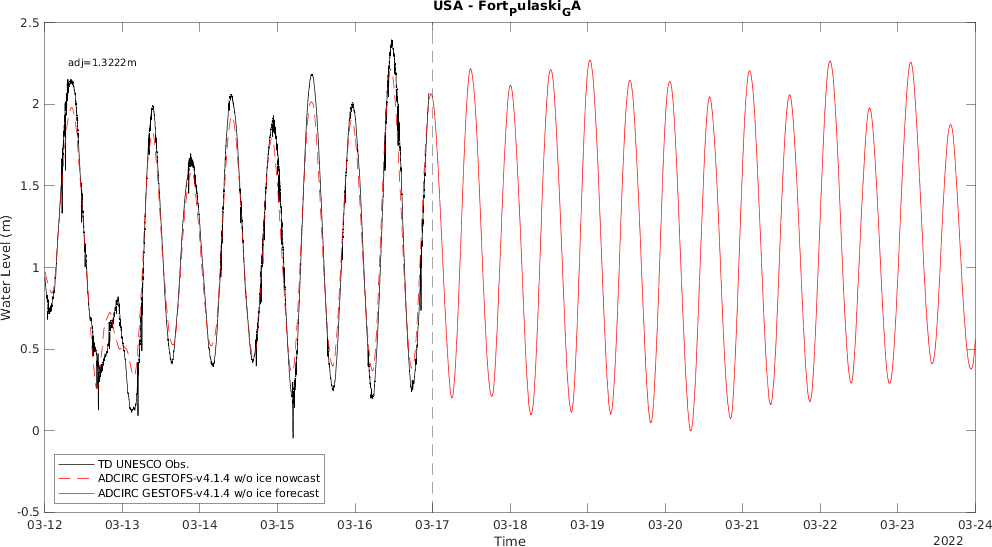 USA - FortPulaskiGA
adj=1.3222m
Water Level (m)
2.5
2
1.5
1
0.5
0
-0.5
TD UNESCO Obs.
ADCIRC GESTOFS-v4.1.4 w/o ice nowcast
ADCIRC GESTOFS-v4.1.4 w/o ice forecast
03-12 03-13 03-14 03-15 03-16 03-17 03-18 03-19 03-20 03-21 03-22 03-23 03-24
Time
2022